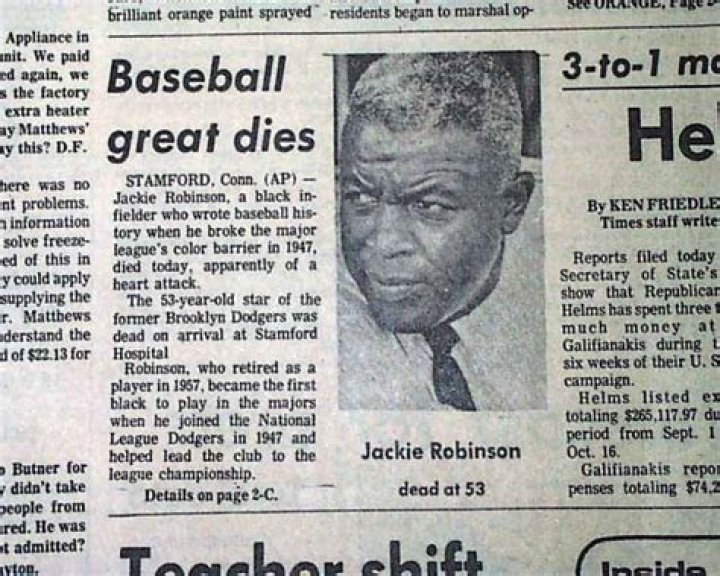 Appliance in
unit. We paid
ed again, we
s the factory
extra heater
ay Matthews'
ay this? D.F.
here was no
nt problems.
information
solve freeze-
ed of this in
y could apply
supplying the
r. Matthews
nderstand the
d of $22.13 for
o Butner for
y didn't take
people from
ured. He was
ot admitted?
ayton.
brilliant orange paint sprayed
residents began to marshal op-
See ORANGE, Page
Baseball
great dies
STAMFORD, Conn. (AP) —
Jackie Robinson, a black in-
fielder who wrote baseball his-
tory when he broke the major
league's color barrier in 1947,
died today, apparently of a
heart attack.
The 53-year-old star of the
former Brooklyn Dodgers was
dead on arrival at Stamford
Hospital
Robinson, who retired as a
player in 1957, became the first
black to play in the majors
when he joined the National
League Dodgers in 1947 and
helped lead the club to the
league championship.
Details on page 2-C.
Jackie Robinson
dead at 53
3-to-1 m
He
By KEN FRIEDLE
Times staff write
Reports filed today
Secretary of State's
show that Republican
Helms has spent three
much money at
Galifianakis during t
six weeks of their U. S
campaign.
Helms listed ex
totaling $265,117.97 du
period from Sept. 1
Oct. 16.
Galifianakis repor
penses totaling $74,2
Teacher shift
Inside